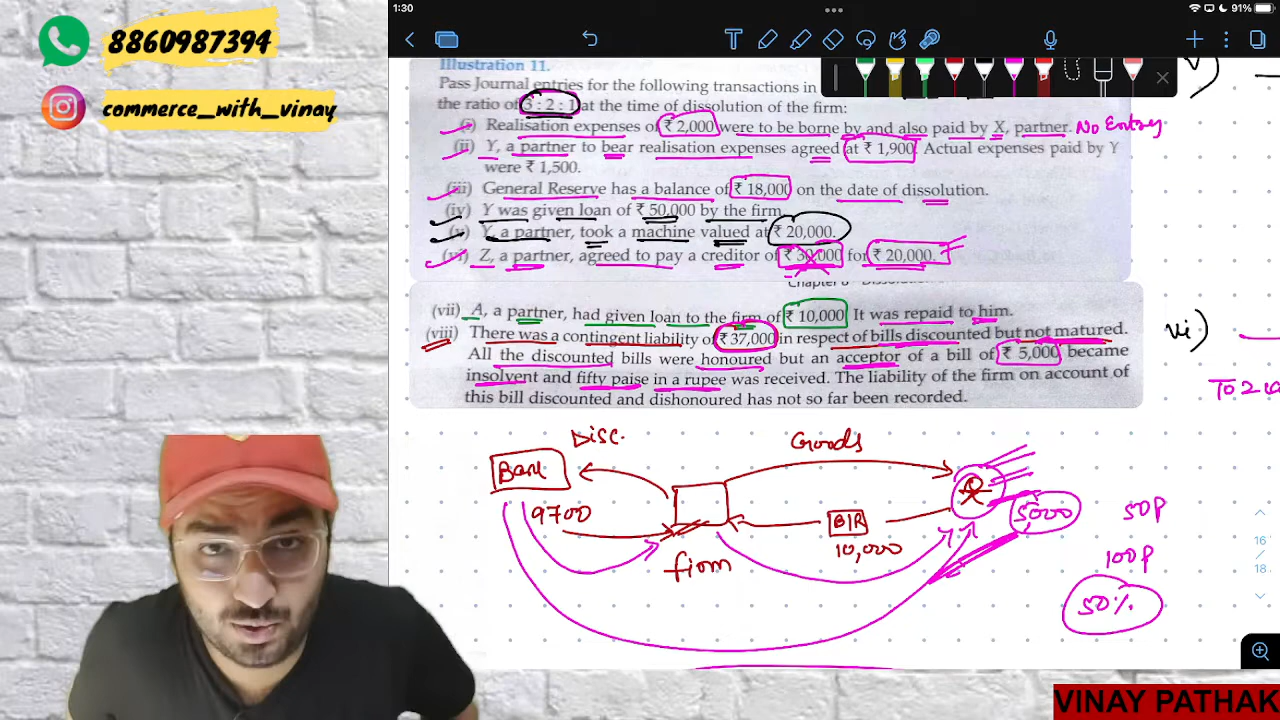 8860987394
commerce_with_vinay
1:30
91%
Illustration 11.
Pass Journal entries for the following transactions in
the ratio of 3 : 2 : 1 at the time of dissolution of the firm:
(i) Realisation expenses of ₹ 2,000 were to be borne by and also paid by X, partner. No Entry
(ii) Y, a partner to bear realisation expenses agreed at ₹ 1,900. Actual expenses paid by Y
were ₹ 1,500.
(iii) General Reserve has a balance of ₹ 18,000 on the date of dissolution.
(iv) Y was given loan of ₹ 50,000 by the firm.
(v) Y, a partner, took a machine valued at ₹ 20,000.
(vi) Z, a partner, agreed to pay a creditor of ₹ 30,000 for ₹ 20,000.
(vii) A, a partner, had given loan to the firm of ₹ 10,000. It was repaid to him.
(viii) There was a contingent liability of ₹ 37,000 in respect of bills discounted but not matured.
All the discounted bills were honoured but an acceptor of a bill of ₹ 5,000 became
insolvent and fifty paise in a rupee was received. The liability of the firm on account of
this bill discounted and dishonoured has not so far been recorded.
v)
vi)
To Z
Disc.
Goods
Bank
9700
firm
B/R
10,000
5000
50P
100P
50%
16
/
18
VINAY PATHAK